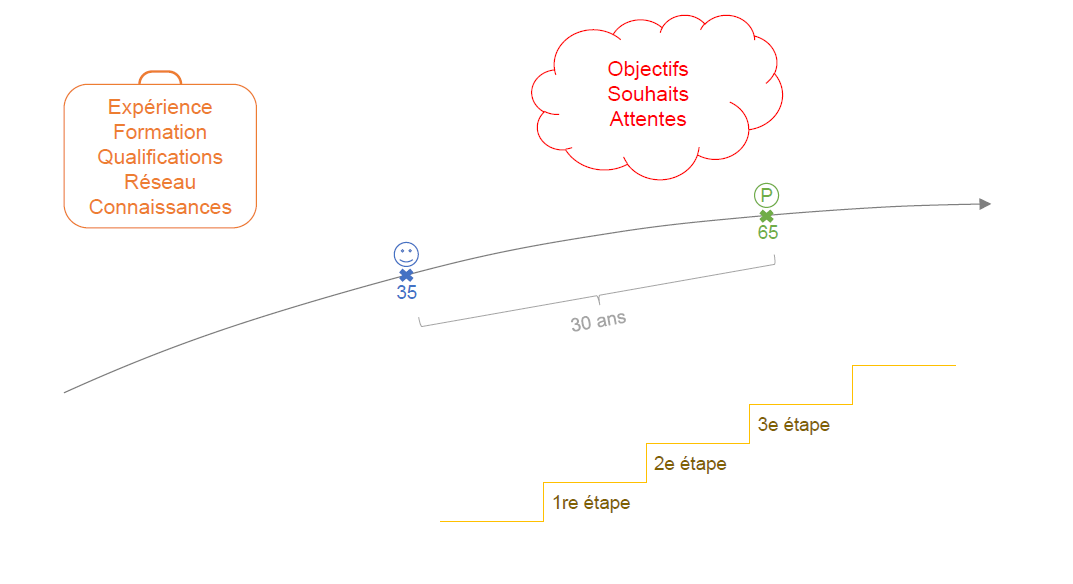 Expérience
Formation
Qualifications
Réseau
Connaissances
Objectifs
Souhaits
Attentes
P
65
35
30 ans
3e étape
2e étape
1re étape